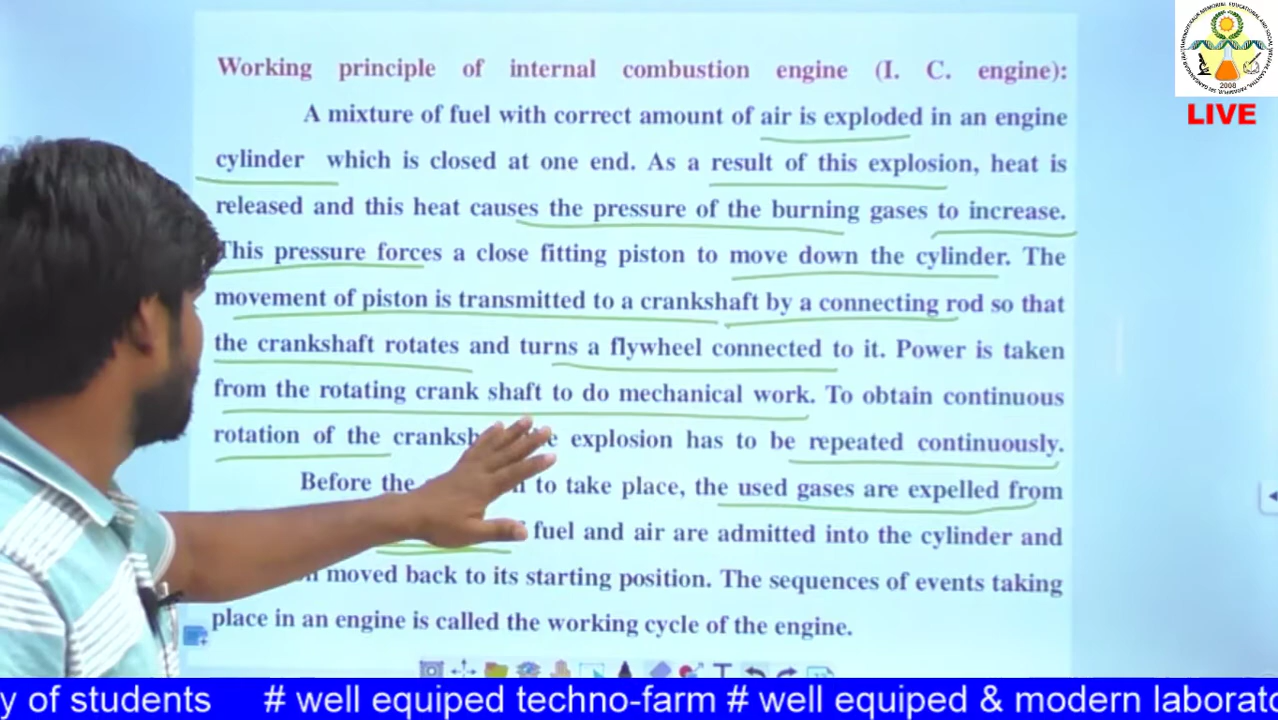 Working principle of internal combustion engine (I. C. engine):
A mixture of fuel with correct amount of air is exploded in an engine
cylinder which is closed at one end. As a result of this explosion, heat is
released and this heat causes the pressure of the burning gases to increase.
This pressure forces a close fitting piston to move down the cylinder. The
movement of piston is transmitted to a crankshaft by a connecting rod so that
the crankshaft rotates and turns a flywheel connected to it. Power is taken
from the rotating crank shaft to do mechanical work. To obtain continuous
rotation of the explosion has to be repeated continuously.
Before the to take place, the used gases are expelled from
fuel and air are admitted into the cylinder and
moved back to its starting position. The sequences of events taking
place in an engine is called the working cycle of the engine.
2008
LIVE
y of students # well equiped techno-farm # well equiped & modern laborato